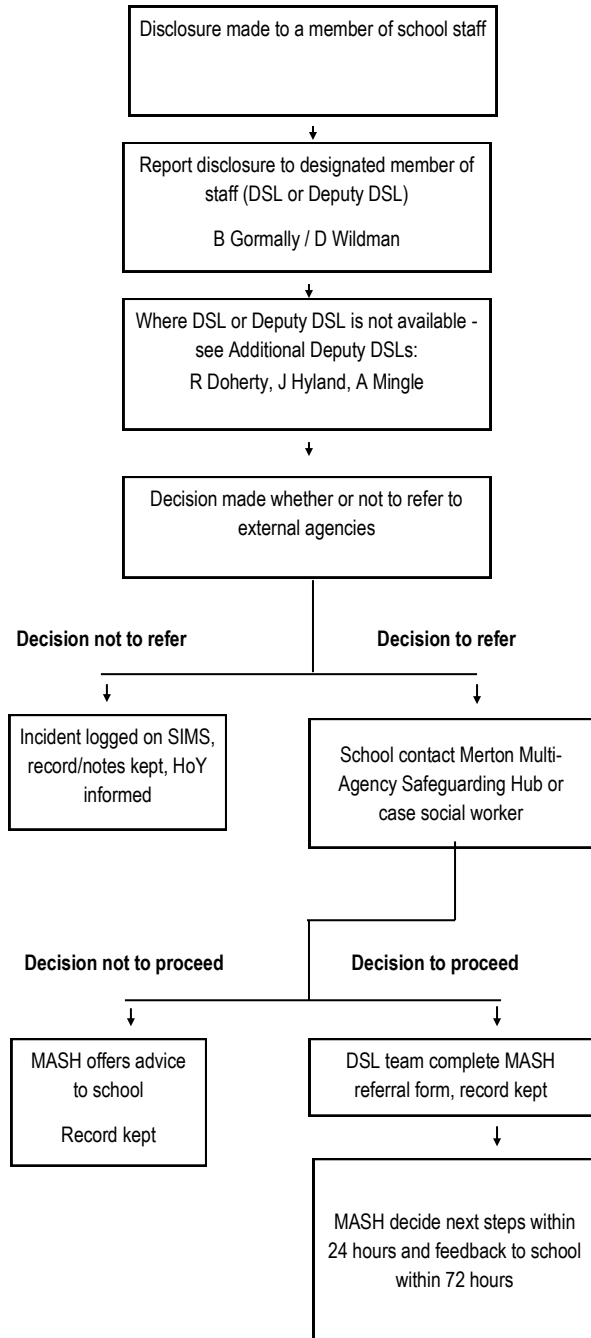 Disclosure made to a member of school staff
Report disclosure to designated member of
staff (DSL or Deputy DSL)
B Gormally / D Wildman
Where DSL or Deputy DSL is not available -
see Additional Deputy DSLs:
R Doherty, J Hyland, A Mingle
Decision made whether or not to refer to
external agencies
Decision not to refer
Decision to refer
Incident logged on SIMS,
record/notes kept, HoY
informed
School contact Merton Multi-
Agency Safeguarding Hub or
case social worker
Decision not to proceed
Decision to proceed
MASH offers advice
to school
Record kept
DSL team complete MASH
referral form, record kept
MASH decide next steps within
24 hours and feedback to school
within 72 hours